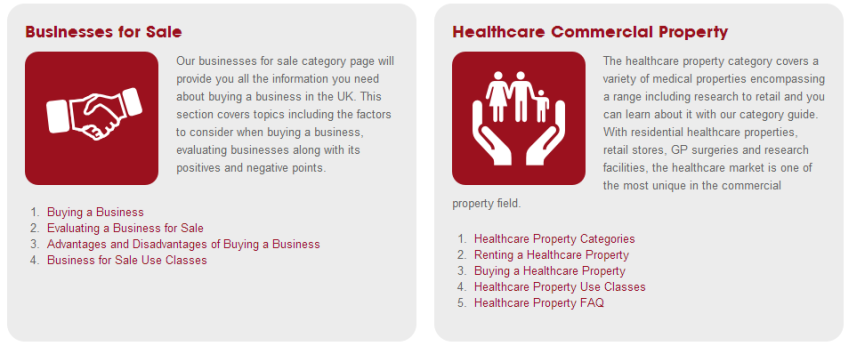 Businesses for Sale
Our businesses for sale category page will
provide you all the information you need
about buying a business in the UK. This
section covers topics including the factors
to consider when buying a business,
evaluating businesses along with its
positives and negative points.
1. Buying a Business
2. Evaluating a Business for Sale
3. Advantages and Disadvantages of Buying a Business
4. Business for Sale Use Classes
Healthcare Commercial Property
The healthcare property category covers a
variety of medical properties encompassing
a range including research to retail and you
can learn about it with our category guide.
With residential healthcare properties,
retail stores, GP surgeries and research
facilities, the healthcare market is one of
the most unique in the commercial
property field.
1. Healthcare Property Categories
2. Renting a Healthcare Property
3. Buying a Healthcare Property
4. Healthcare Property Use Classes
5. Healthcare Property FAQ